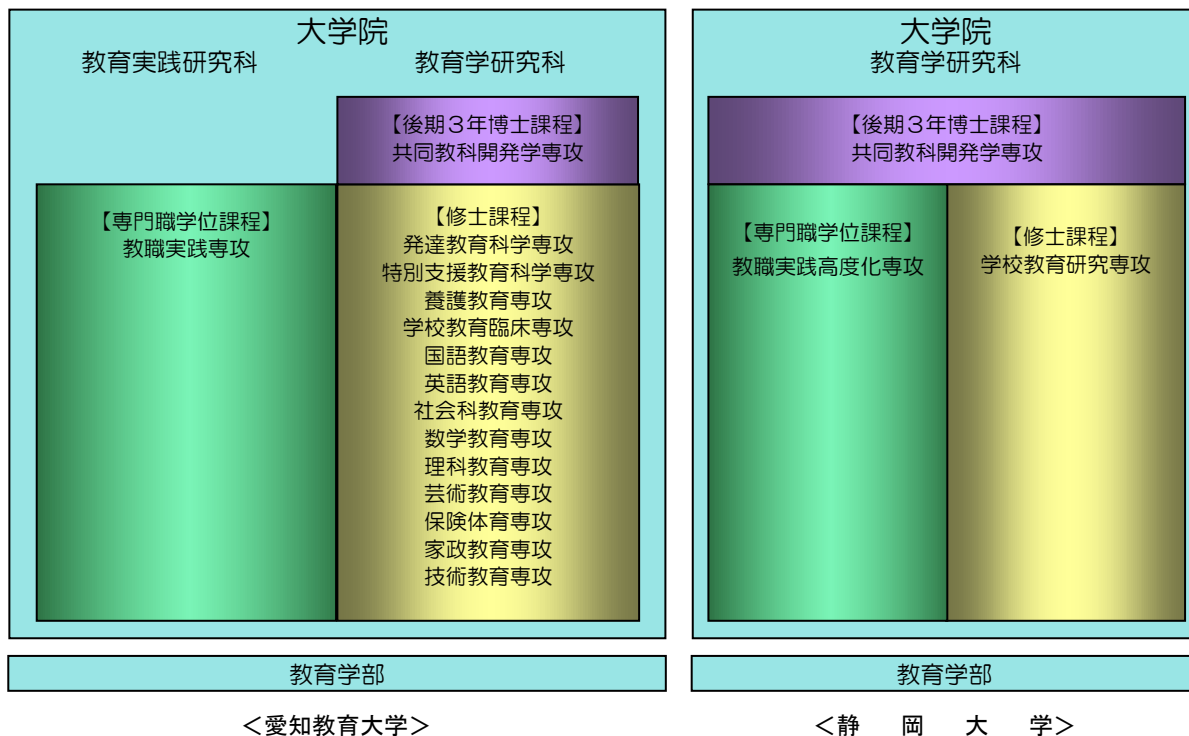 大学院
教育実践研究科
教育学研究科
【後期３年博士課程】
共同教科開発学専攻
【専門職学位課程】
教職実践専攻
【修士課程】
発達教育科学専攻
特別支援教育科学専攻
養護教育専攻
学校教育臨床専攻
国語教育専攻
英語教育専攻
社会科教育専攻
数学教育専攻
理科教育専攻
芸術教育専攻
保険体育専攻
家政教育専攻
技術教育専攻
教育学部
＜愛知教育大学＞
大学院
教育学研究科
【後期３年博士課程】
共同教科開発学専攻
【専門職学位課程】
教職実践高度化専攻
【修士課程】
学校教育研究専攻
教育学部
＜静　岡　大　学＞